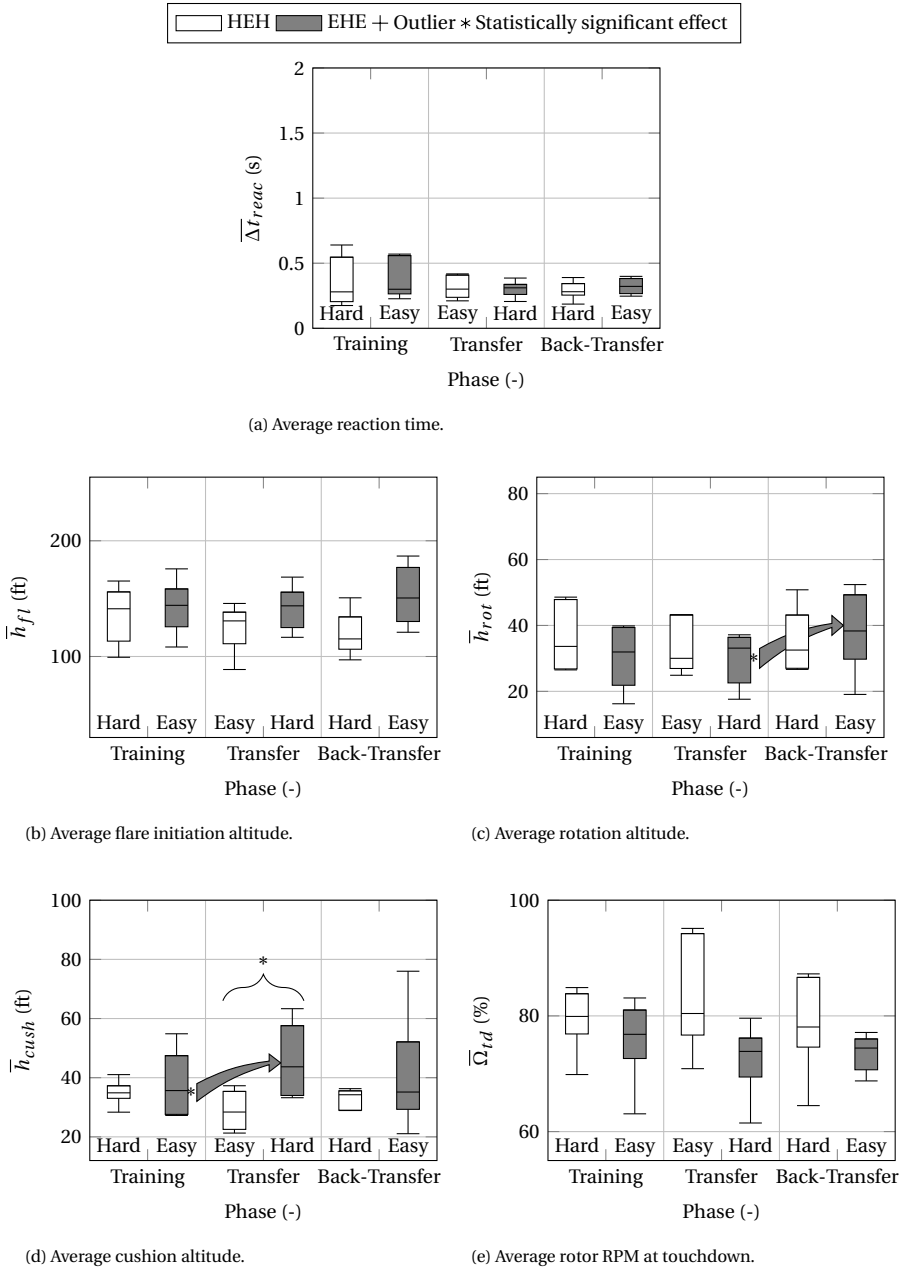 HEH EHE + Outlier * Statistically significant effect
2
1.5
1
0.5
0
Δt_reac (s)
Hard Easy Easy Hard Hard Easy
Training Transfer Back-Transfer
Phase (-)
(a) Average reaction time.
200
100
h_fl (ft)
Hard Easy Easy Hard Hard Easy
Training Transfer Back-Transfer
Phase (-)
(b) Average flare initiation altitude.
80
60
40
20
h_rot (ft)
*
Hard Easy Easy Hard Hard Easy
Training Transfer Back-Transfer
Phase (-)
(c) Average rotation altitude.
100
80
60
40
20
h_cush (ft)
*
*
Hard Easy Easy Hard Hard Easy
Training Transfer Back-Transfer
Phase (-)
(d) Average cushion altitude.
100
80
60
Ω_td (%)
Hard Easy Easy Hard Hard Easy
Training Transfer Back-Transfer
Phase (-)
(e) Average rotor RPM at touchdown.